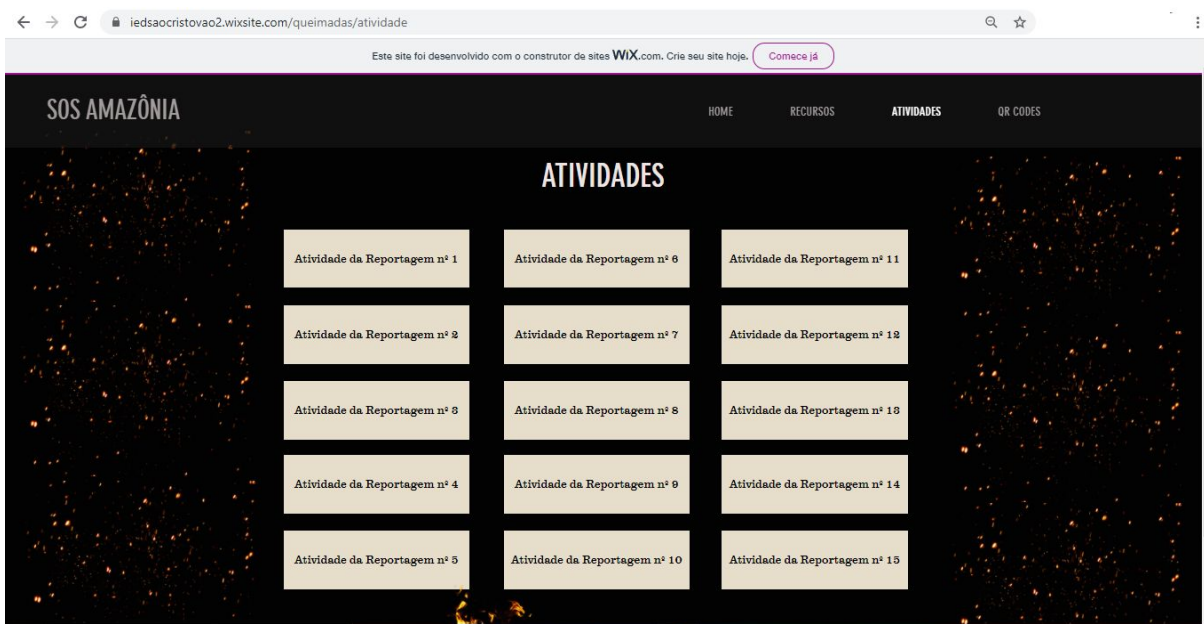 iedsaocristovao2.wixsite.com/queimadas/atividade
Este site foi desenvolvido com o construtor de sites WiX.com. Crie seu site hoje. Comece já
SOS AMAZÔNIA HOME RECURSOS ATIVIDADES QR CODES
ATIVIDADES
Atividade da Reportagem nº 1 Atividade da Reportagem nº 6 Atividade da Reportagem nº 11
Atividade da Reportagem nº 2 Atividade da Reportagem nº 7 Atividade da Reportagem nº 12
Atividade da Reportagem nº 3 Atividade da Reportagem nº 8 Atividade da Reportagem nº 13
Atividade da Reportagem nº 4 Atividade da Reportagem nº 9 Atividade da Reportagem nº 14
Atividade da Reportagem nº 5 Atividade da Reportagem nº 10 Atividade da Reportagem nº 15